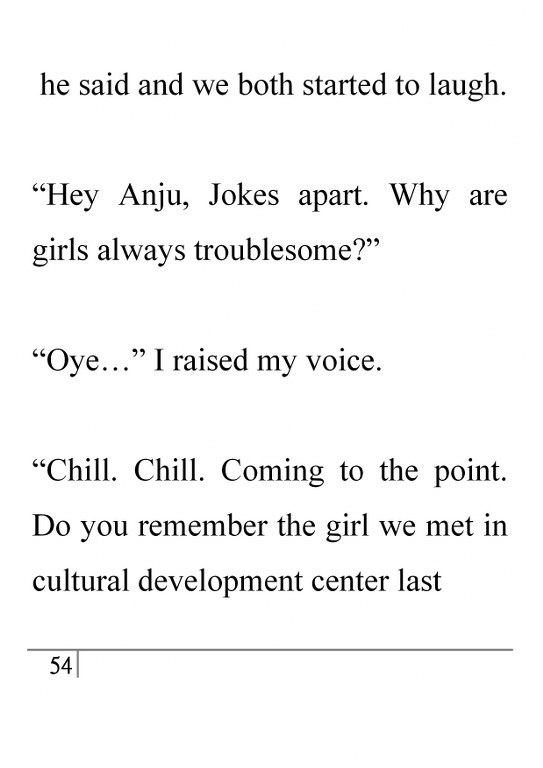 he said and we both started to laugh.
“Hey Anju, Jokes apart. Why are
girls always troublesome?”
“Oye…” I raised my voice.
“Chill. Chill. Coming to the point.
Do you remember the girl we met in
cultural development center last
54